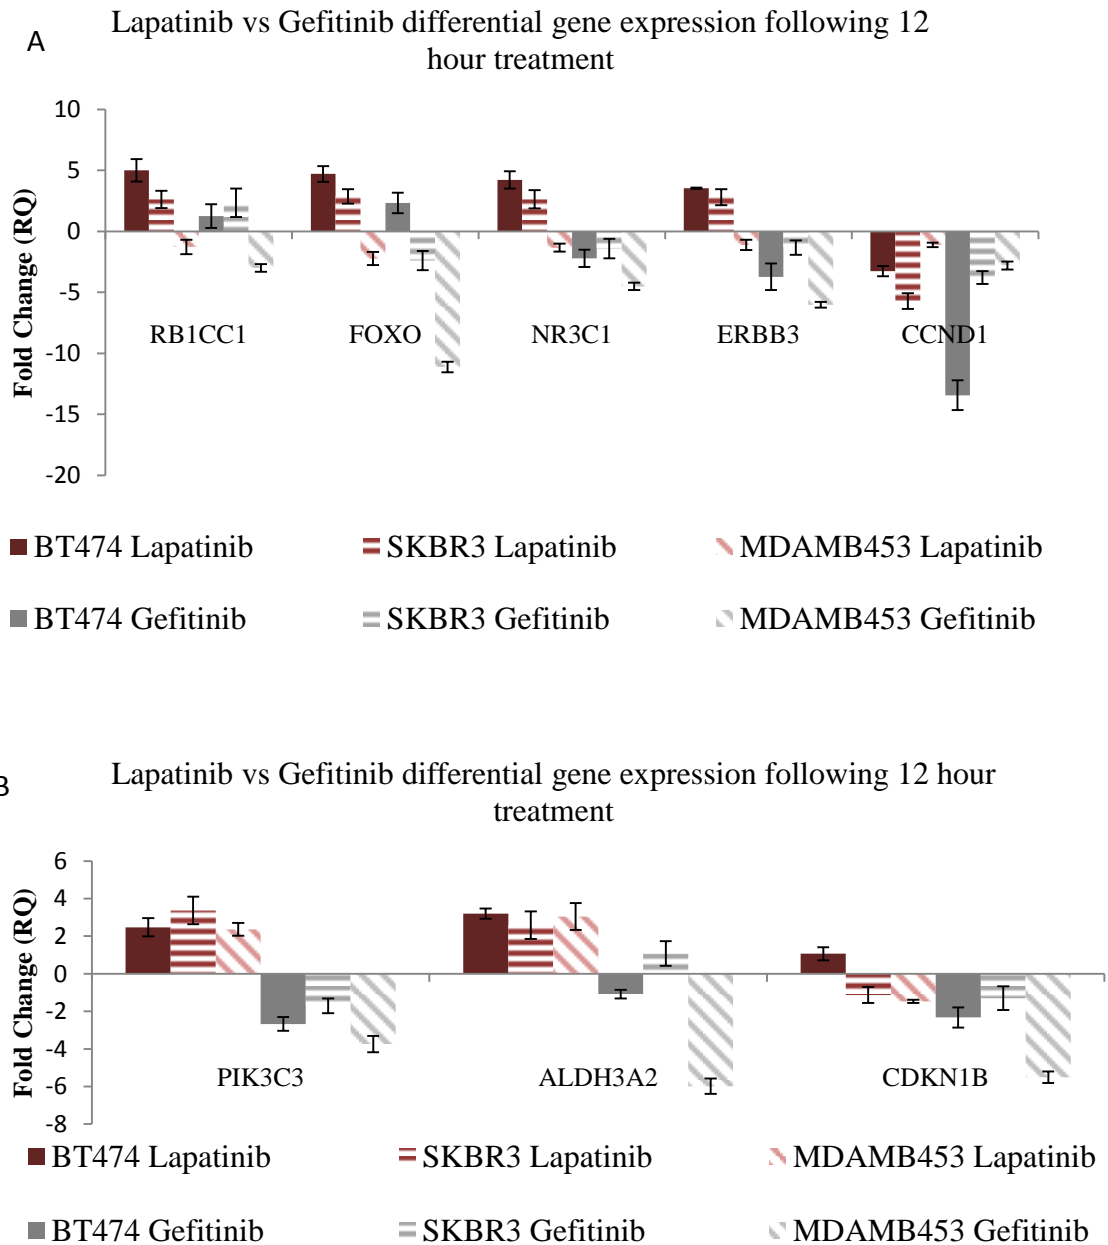 A
Lapatinib vs Gefitinib differential gene expression following 12
hour treatment
Fold Change (RQ)
10
5
0
-5
-10
-15
-20
RB1CC1 FOXO NR3C1 ERBB3 CCND1
BT474 Lapatinib SKBR3 Lapatinib MDAMB453 Lapatinib
BT474 Gefitinib SKBR3 Gefitinib MDAMB453 Gefitinib
B
Lapatinib vs Gefitinib differential gene expression following 12 hour
treatment
Fold Change (RQ)
6
4
2
0
-2
-4
-6
-8
PIK3C3 ALDH3A2 CDKN1B
BT474 Lapatinib SKBR3 Lapatinib MDAMB453 Lapatinib
BT474 Gefitinib SKBR3 Gefitinib MDAMB453 Gefitinib